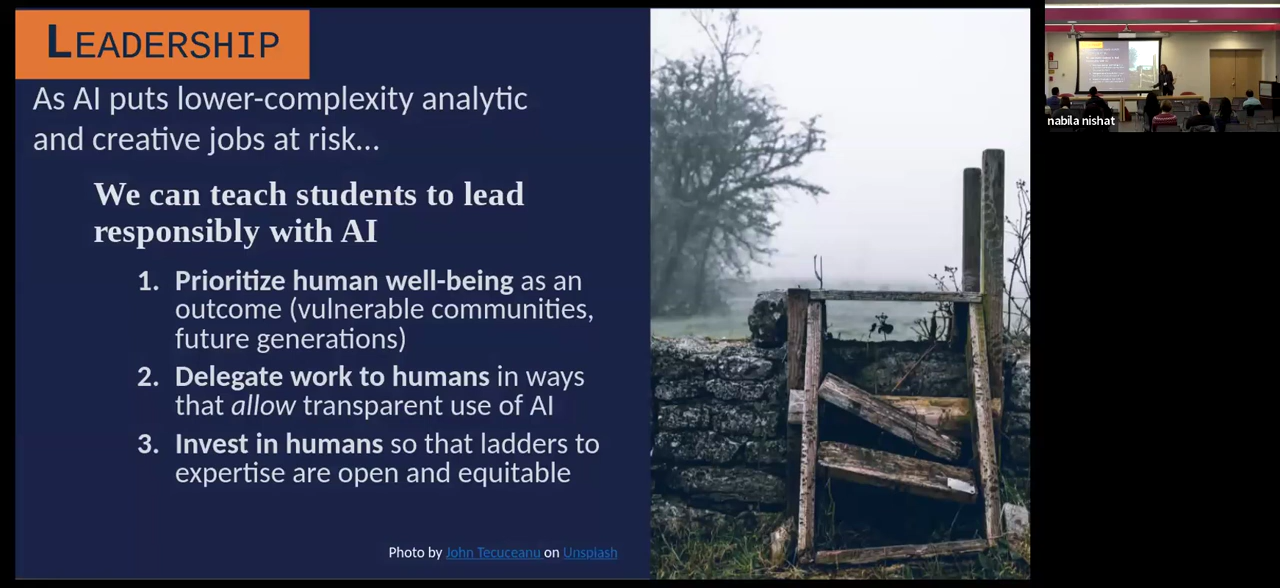 LEADERSHIP
As AI puts lower-complexity analytic
and creative jobs at risk...
We can teach students to lead
responsibly with AI
1. Prioritize human well-being as an
outcome (vulnerable communities,
future generations)
2. Delegate work to humans in ways
that allow transparent use of AI
3. Invest in humans so that ladders to
expertise are open and equitable
Photo by John Tecuceanu on Unsplash
nabila nishat